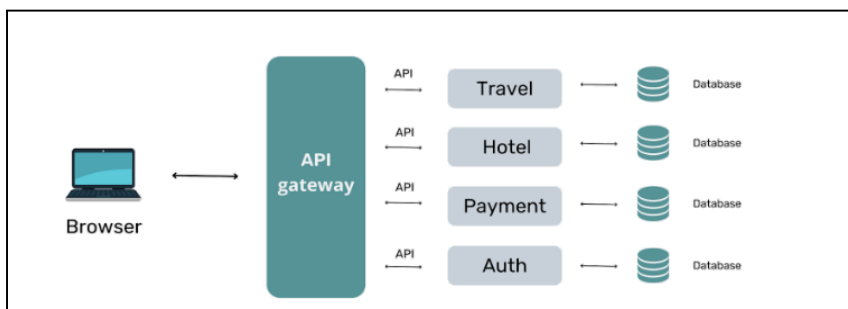 API
Travel
Database
API
Hotel
Database
API
gateway
Browser
API
Payment
Database
API
Auth
Database